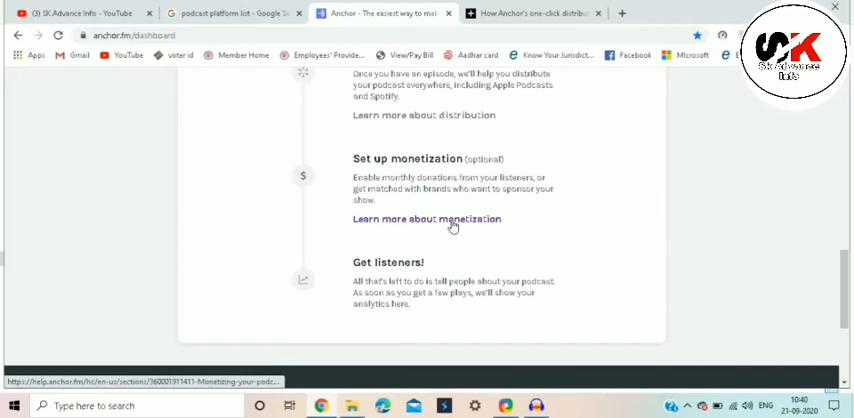 (3) SK Advance Info - YouTube
podcast platform list - Google Se
Anchor - The easiest way to mak
How Anchor's one-click distribut
anchor.fm/dashboard
Apps
Gmail
YouTube
voter id
Member Home
Employees' Provide...
View/Pay Bill
Aadhar card
Know Your Jurisdict...
Facebook
Microsoft
SK
SK Advance
Info
Once you have an episode, we'll help you distribute
your podcast everywhere, including Apple Podcasts
and Spotify.
Learn more about distribution
$
Set up monetization (optional)
Enable monthly donations from your listeners, or
get matched with brands who want to sponsor your
show.
Learn more about monetization
Get listeners!
All that's left to do is tell people about your podcast.
As soon as you get a few plays, we'll show your
analytics here.
https://help.anchor.fm/hc/en-us/sections/360001911411-Monetizing-your-podc...
Type here to search
ENG
10:40
21-09-2020